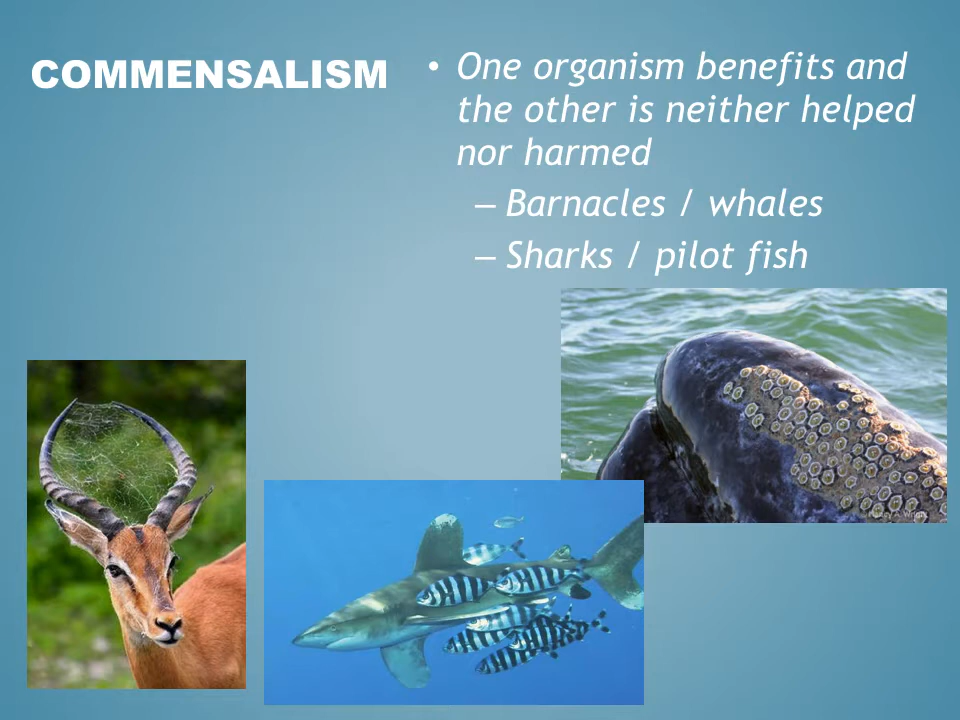 COMMENSALISM
• One organism benefits and
the other is neither helped
nor harmed
– Barnacles / whales
– Sharks / pilot fish